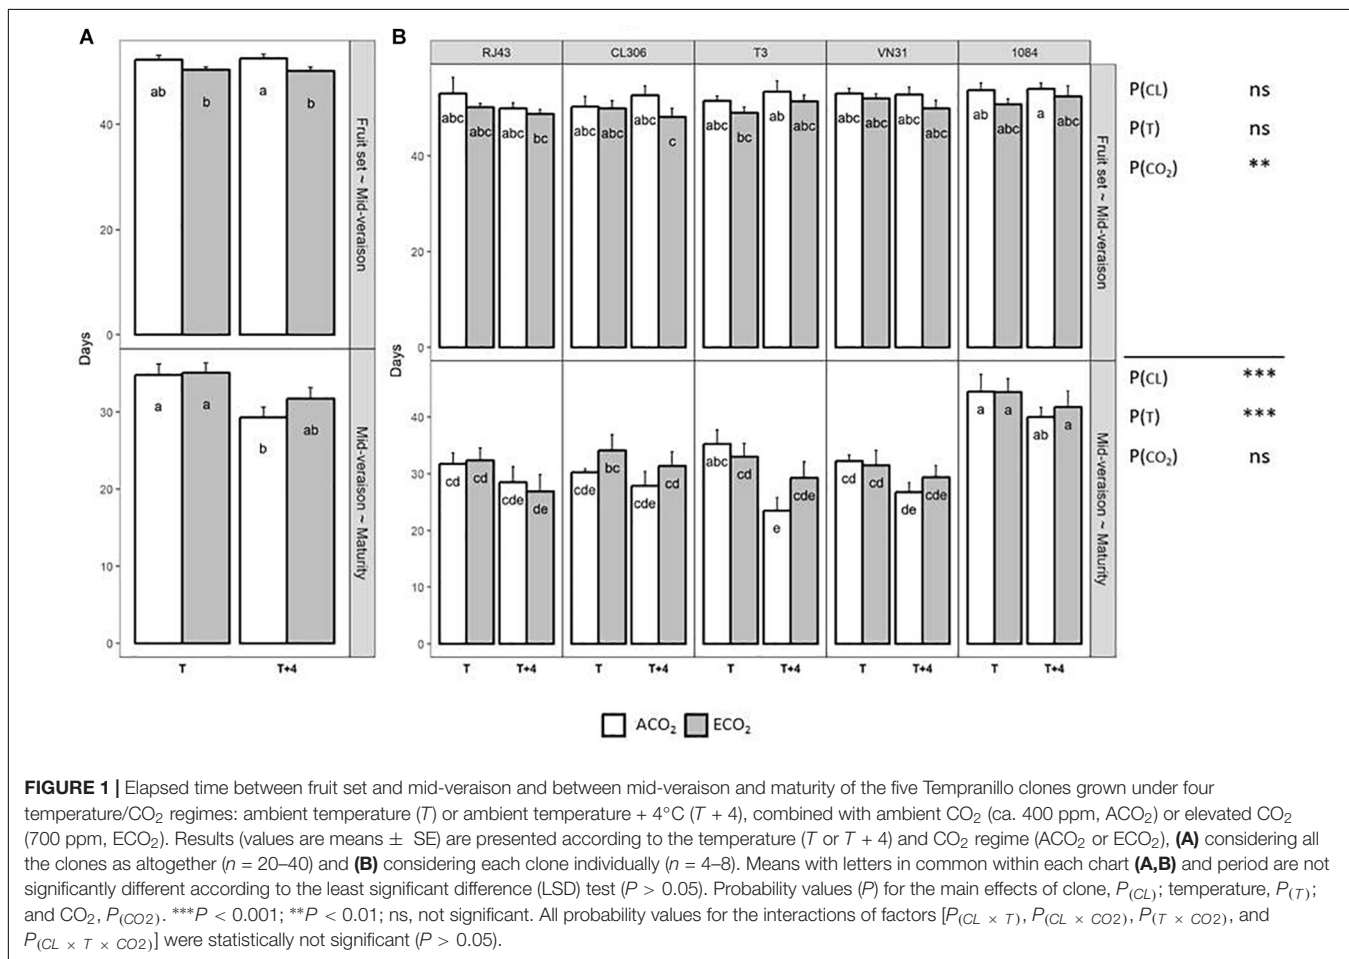 A
B
RJ43 CL306 T3 VN31 1084
40
20
0
ab b a b
Fruit set ~ Mid-veraison
40
20
0
abc abc abc bc abc abc abc c abc bc ab abc abc abc abc abc ab abc a abc
Fruit set ~ Mid-veraison
P(CL) ns
P(T) ns
P(CO₂) **
Days
30
20
10
0
a a b ab
Mid-veraison ~ Maturity
T T+4
Days
40
30
20
10
0
cd cd cde de cde bc cde cd abc cd e cde cd cd de cde a a ab a
Mid-veraison ~ Maturity
T T+4 T T+4 T T+4 T T+4 T T+4
P(CL) ***
P(T) ***
P(CO₂) ns
ACO₂ ECO₂
FIGURE 1 | Elapsed time between fruit set and mid-veraison and between mid-veraison and maturity of the five Tempranillo clones grown under four
temperature/CO₂ regimes: ambient temperature (T) or ambient temperature + 4°C (T + 4), combined with ambient CO₂ (ca. 400 ppm, ACO₂) or elevated CO₂
(700 ppm, ECO₂). Results (values are means ± SE) are presented according to the temperature (T or T + 4) and CO₂ regime (ACO₂ or ECO₂), (A) considering all
the clones as altogether (n = 20–40) and (B) considering each clone individually (n = 4–8). Means with letters in common within each chart (A,B) and period are not
significantly different according to the least significant difference (LSD) test (P > 0.05). Probability values (P) for the main effects of clone, P(CL); temperature, P(T);
and CO₂, P(CO2). ***P < 0.001; **P < 0.01; ns, not significant. All probability values for the interactions of factors [P(CL × T), P(CL × CO2), P(T × CO2), and
P(CL × T × CO2)] were statistically not significant (P > 0.05).